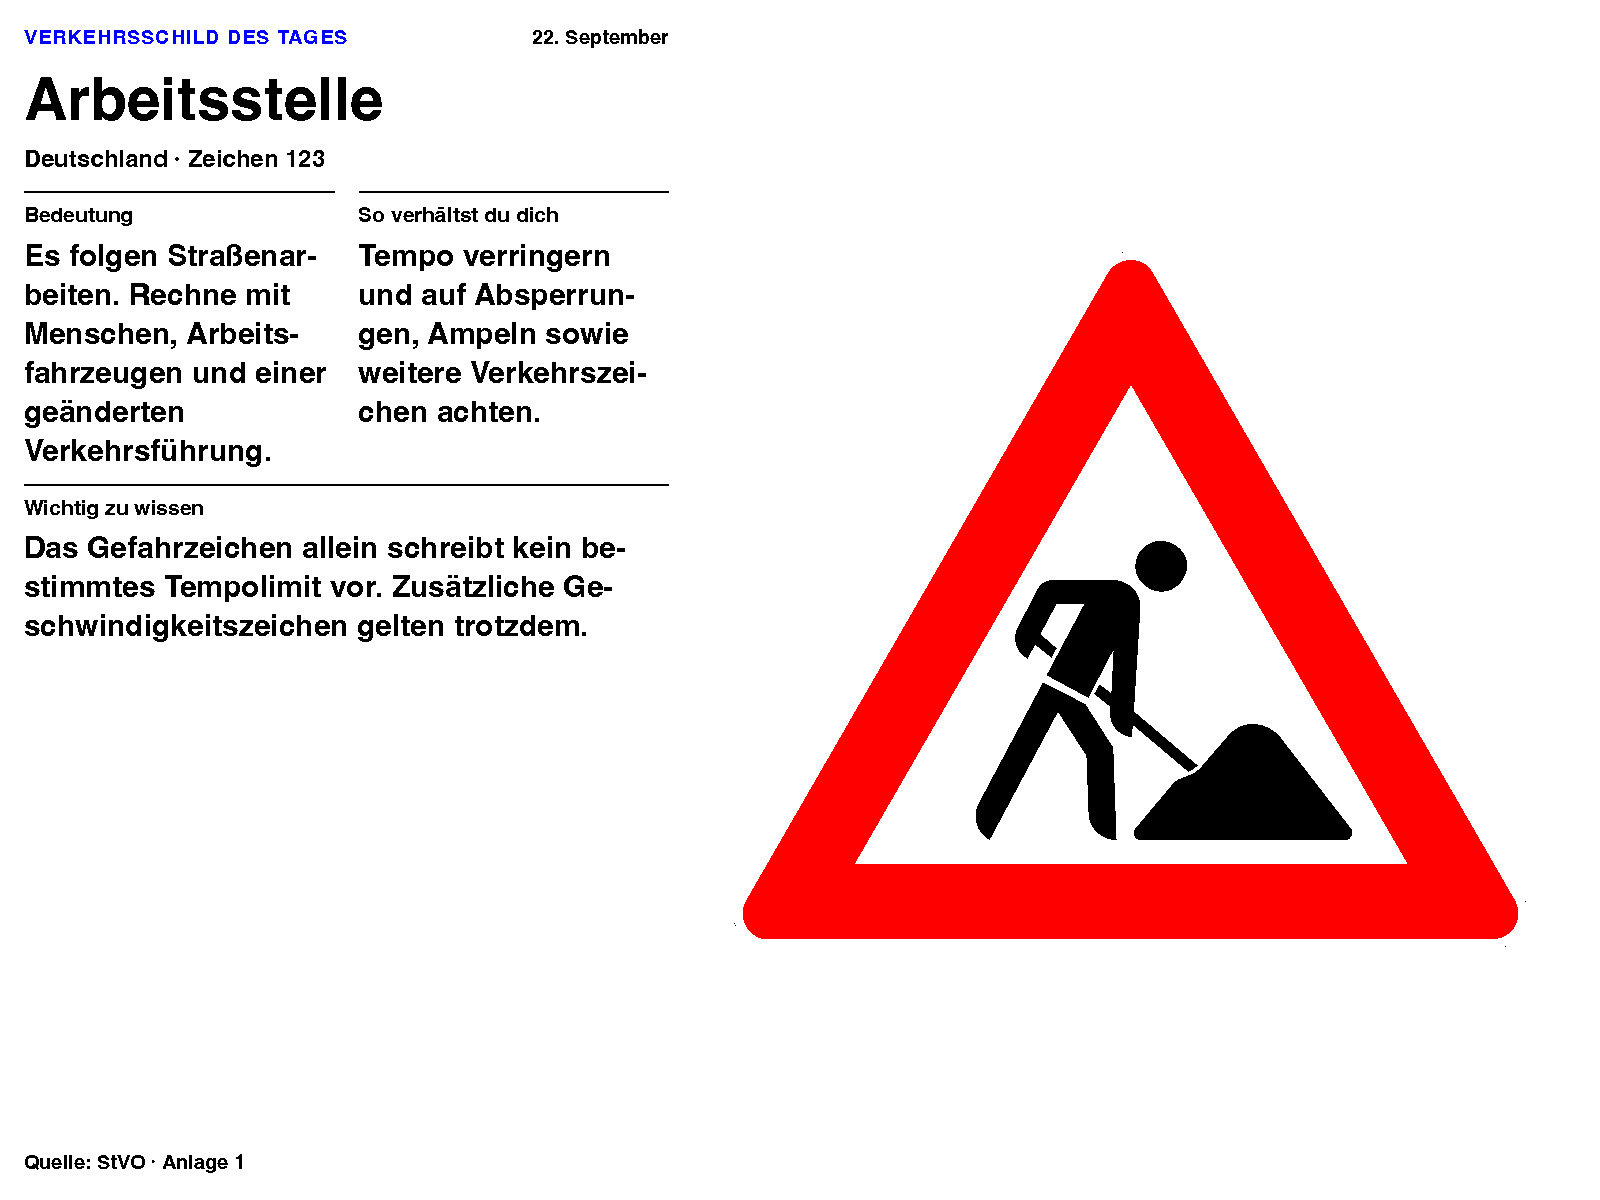 VERKEHRSSCHILD DES TAGES
22. September
Arbeitsstelle
Deutschland · Zeichen 123
Bedeutung
Es folgen Straßenar-
beiten. Rechne mit
Menschen, Arbeits-
fahrzeugen und einer
geänderten
Verkehrsführung.
So verhältst du dich
Tempo verringern
und auf Absperrun-
gen, Ampeln sowie
weitere Verkehrszei-
chen achten.
Wichtig zu wissen
Das Gefahrzeichen allein schreibt kein be-
stimmtes Tempolimit vor. Zusätzliche Ge-
schwindigkeitszeichen gelten trotzdem.
Quelle: StVO · Anlage 1